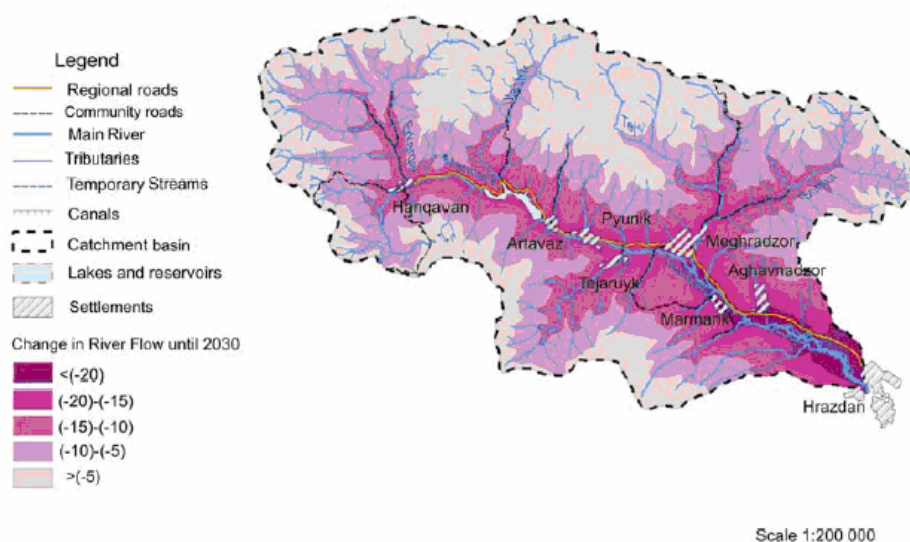 Legend
Regional roads
Community roads
Main River
Tributaries
Temporary Streams
Canals
Catchment basin
Lakes and reservoirs
Settlements
Change in River Flow until 2030
<(-20)
(-20)-(-15)
(-15)-(-10)
(-10)-(-5)
>(-5)
Hanqavan
Artavaz
Pyunik
Meghradzor
Tejaruyk
Aghavnadzor
Marmarik
Hrazdan
Scale 1:200 000